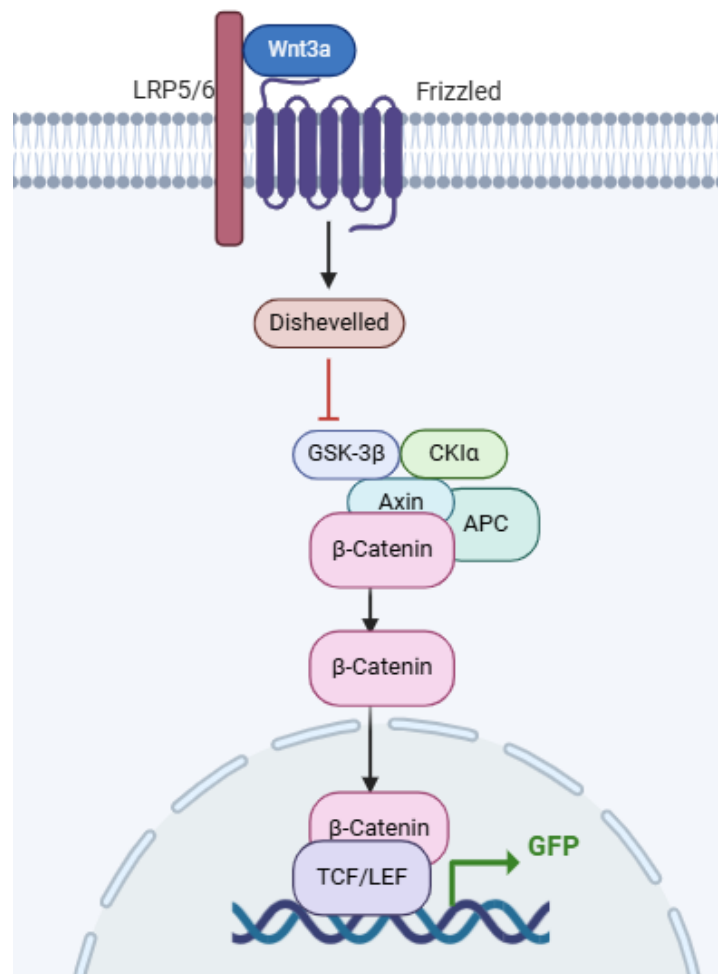 Wnt3a
LRP5/6
Frizzled
Dishevelled
GSK-3β
CKIα
Axin
APC
β-Catenin
β-Catenin
β-Catenin
GFP
TCF/LEF